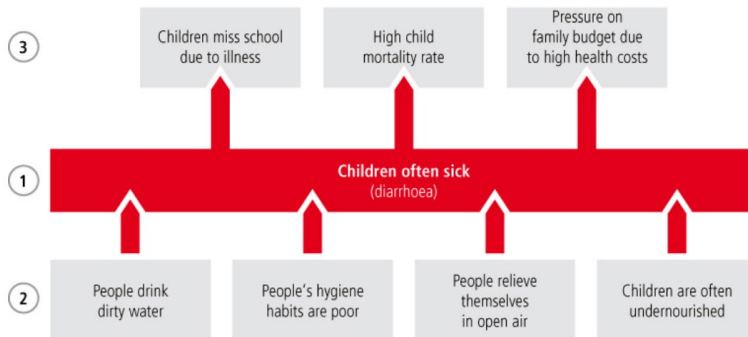 3
Children miss school
due to illness
High child
mortality rate
Pressure on
family budget due
to high health costs
1
Children often sick
(diarrhoea)
2
People drink
dirty water
People's hygiene
habits are poor
People relieve
themselves
in open air
Children are often
undernourished